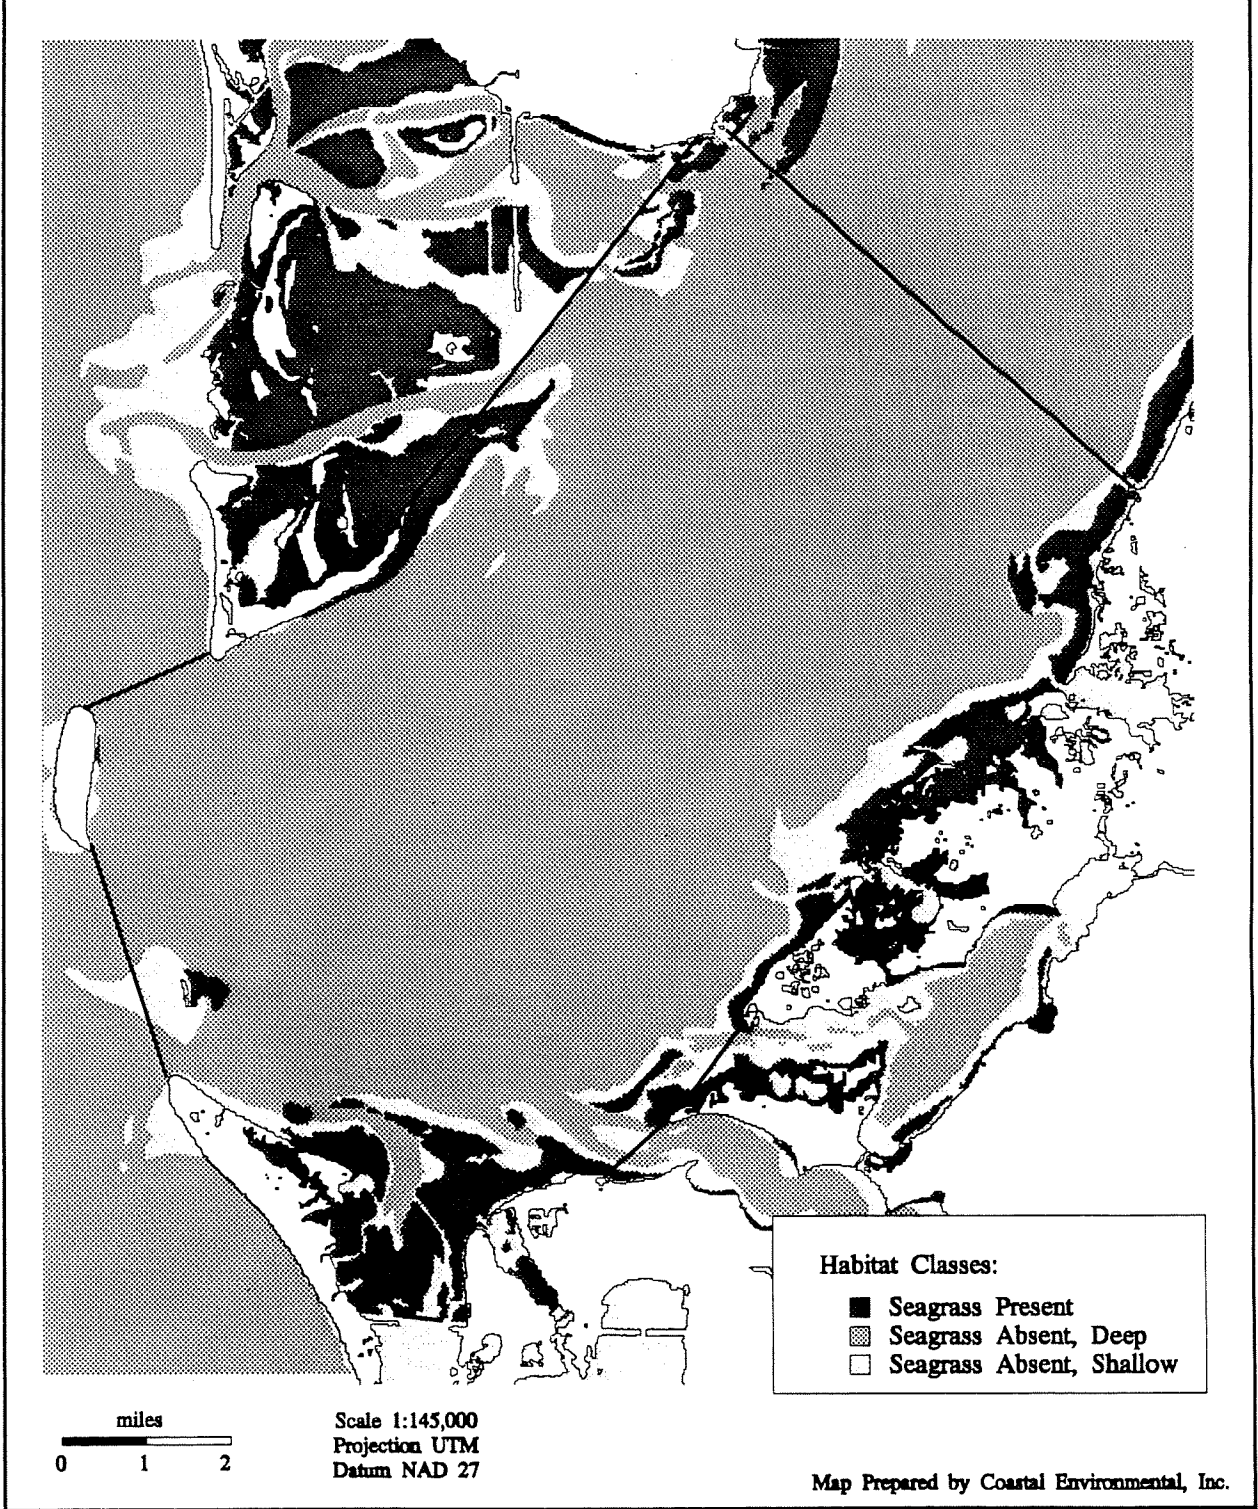 Habitat Classes:
Seagrass Present
Seagrass Absent, Deep
Seagrass Absent, Shallow
miles
0 1 2
Scale 1:145,000
Projection UTM
Datum NAD 27
Map Prepared by Coastal Environmental, Inc.